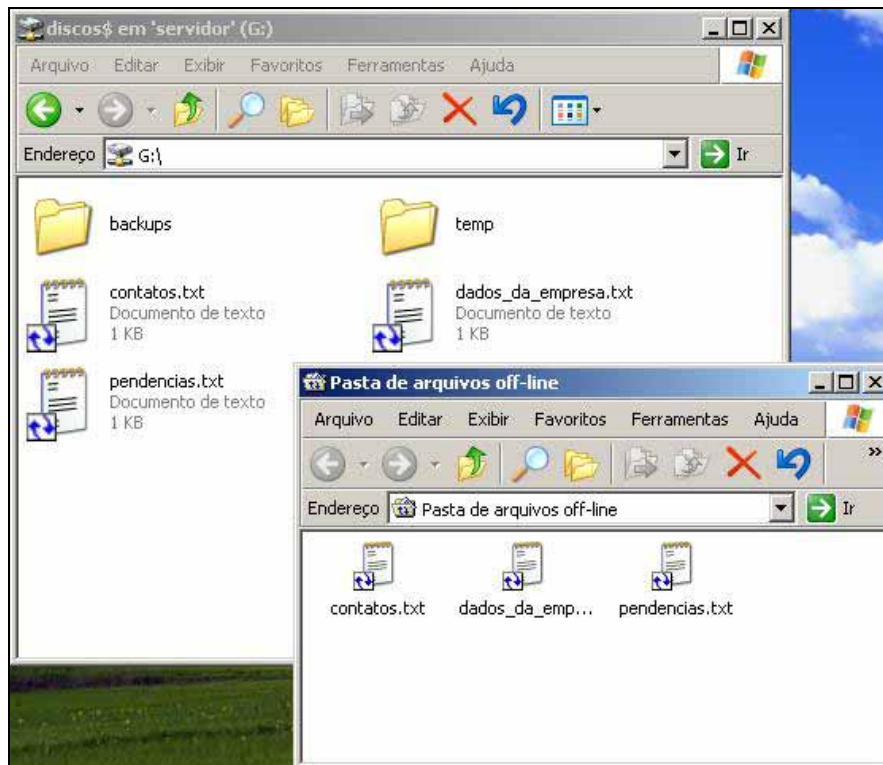 discos$ em 'servidor' (G:)
Arquivo Editar Exibir Favoritos Ferramentas Ajuda
Endereço G:\ Ir
backups temp
contatos.txt
Documento de texto
1 KB
dados_da_empresa.txt
Documento de texto
1 KB
pendencias.txt
Documento de texto
1 KB
Pasta de arquivos off-line
Arquivo Editar Exibir Favoritos Ferramentas Ajuda
»
Endereço Pasta de arquivos off-line Ir
contatos.txt dados_da_emp... pendencias.txt